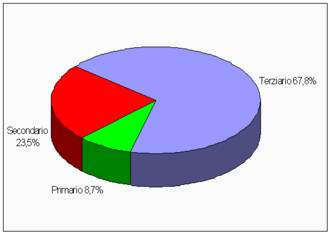 Terziario 67,8%
Secondario
23,5%
Primario 8,7%